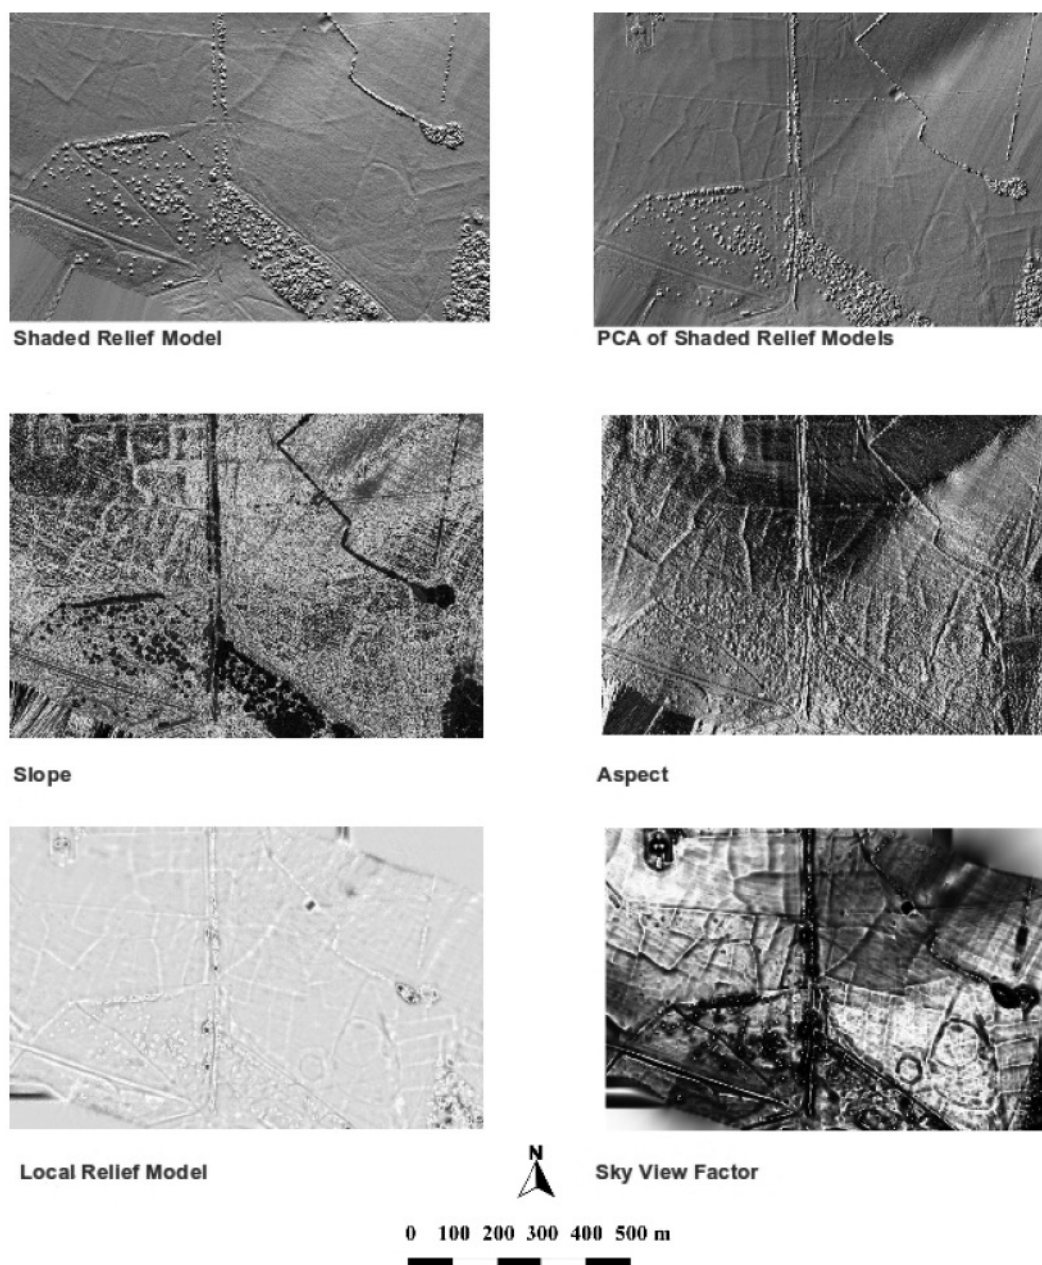 Shaded Relief Model
PCA of Shaded Relief Models
Slope
Aspect
Local Relief Model
N
Sky View Factor
0 100 200 300 400 500 m